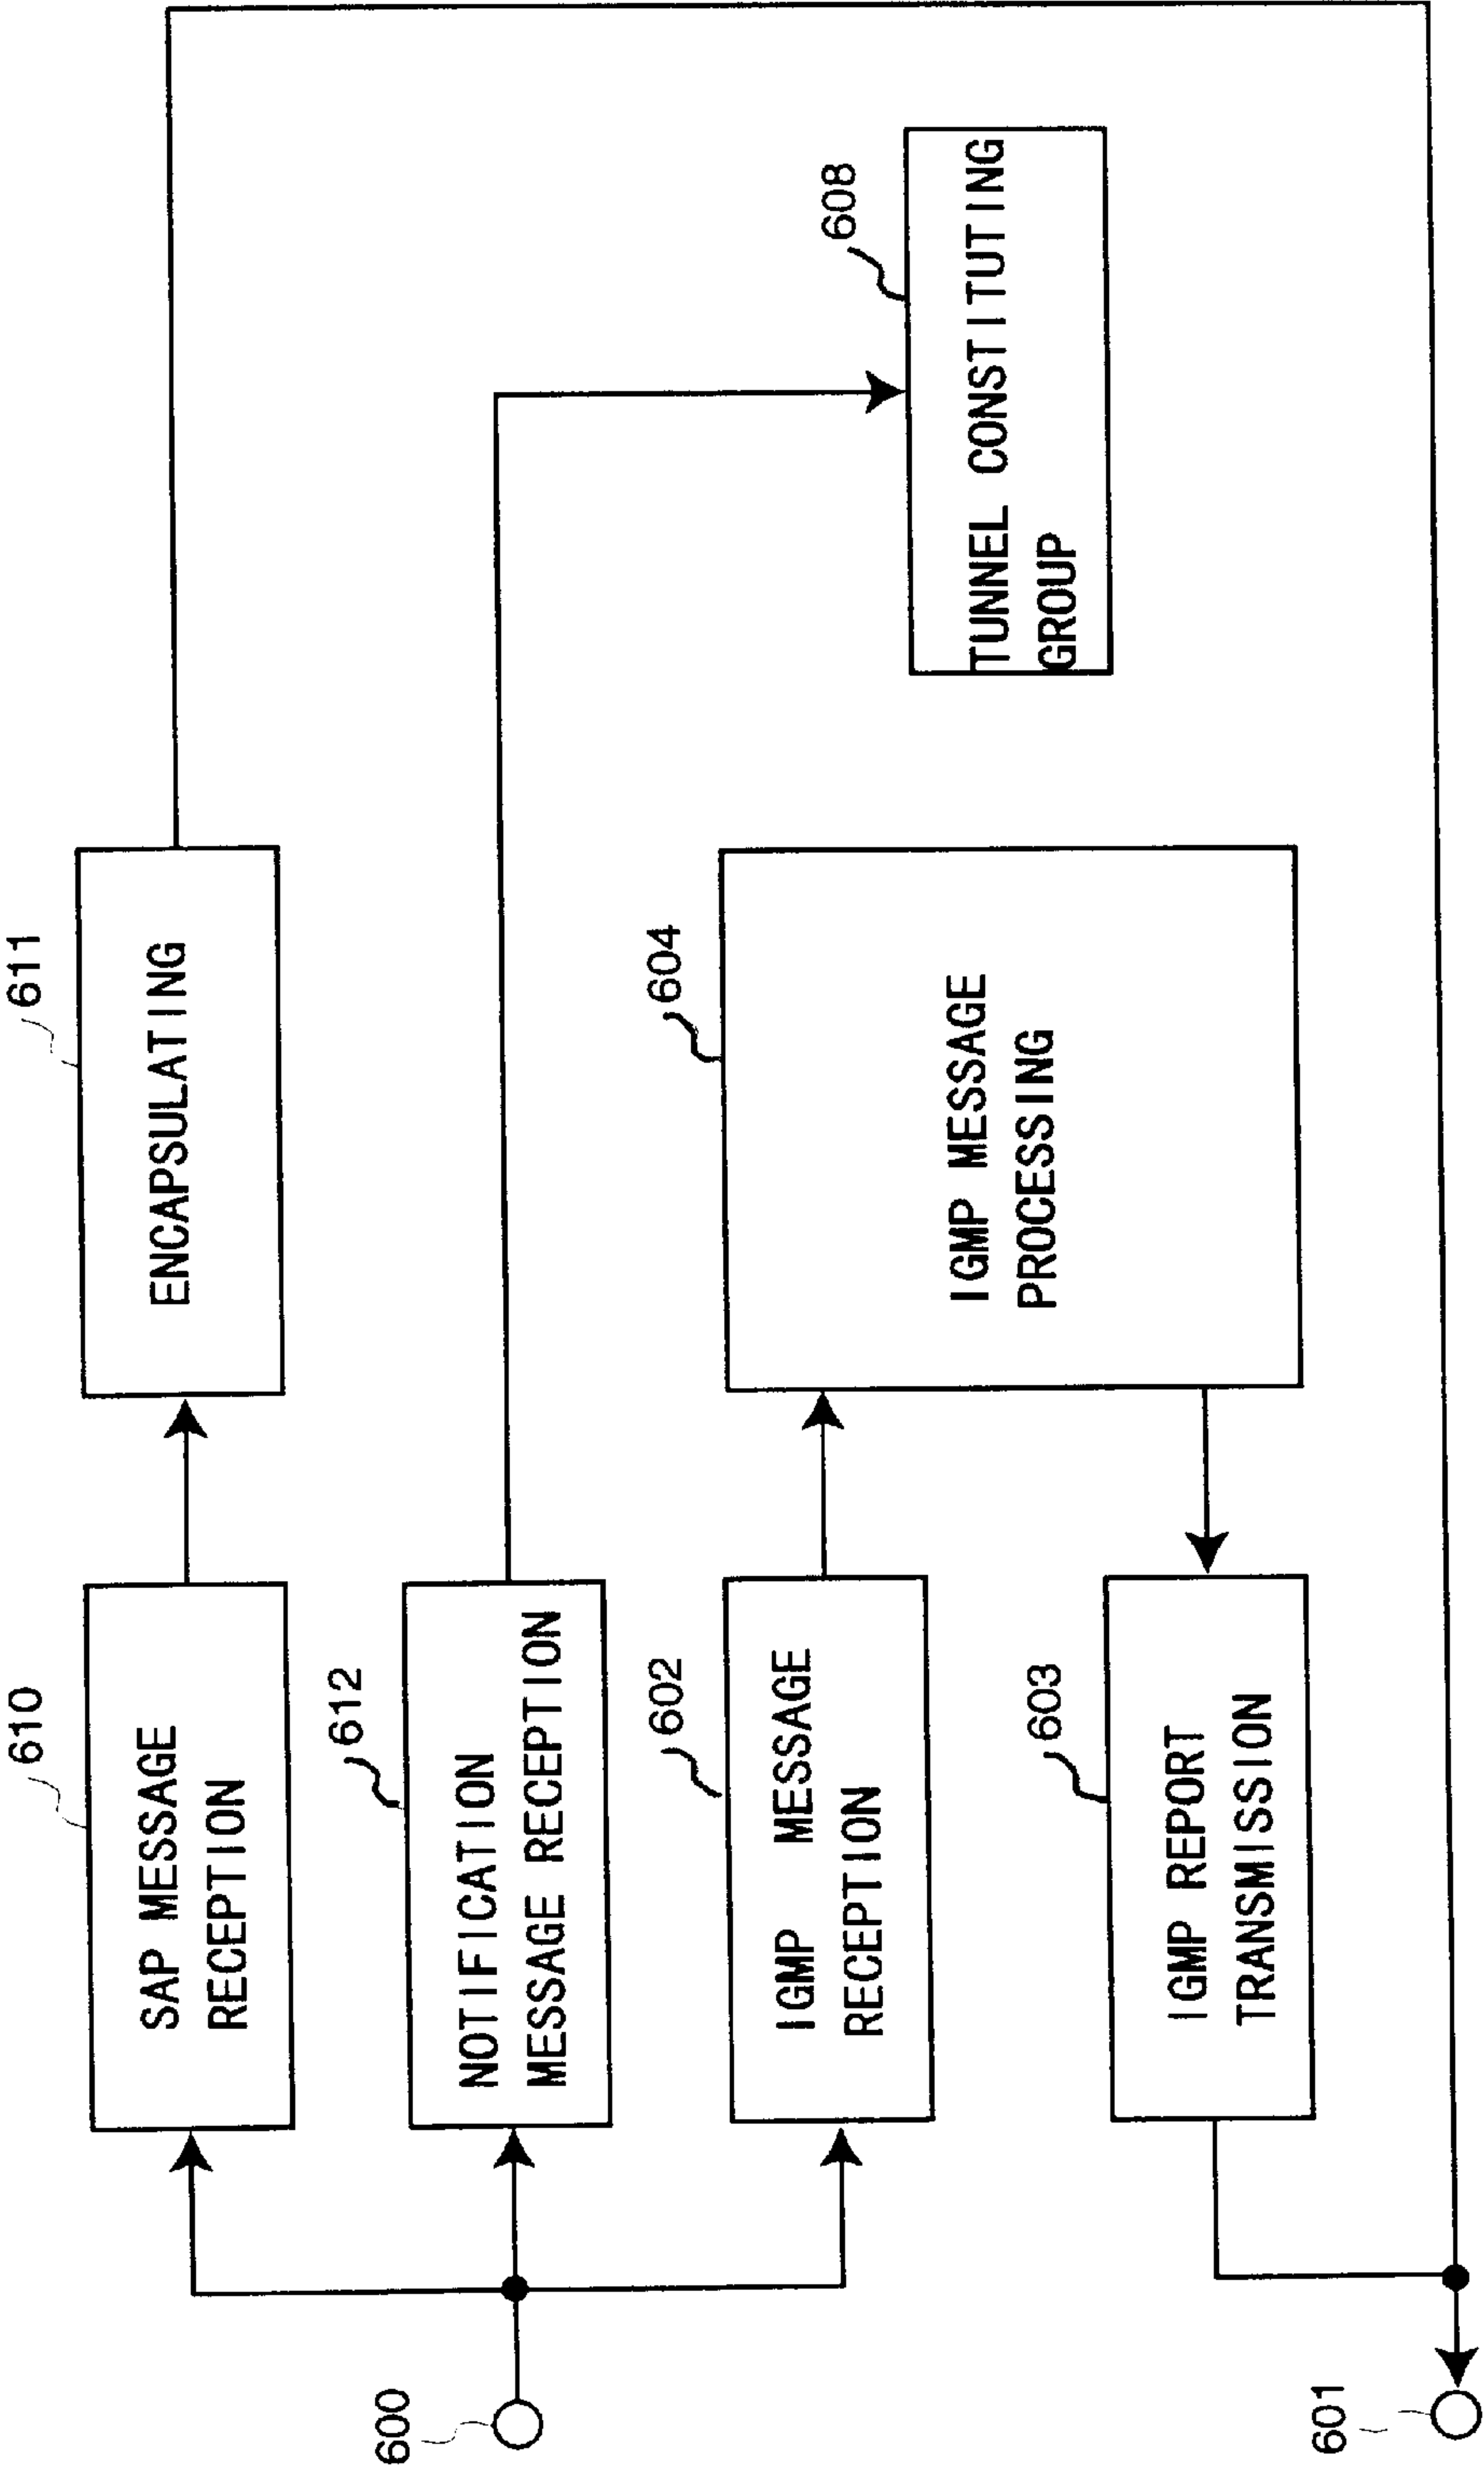 610
SAP MESSAGE
RECEPTION
611
ENCAPSULATING
612
NOTIFICATION
MESSAGE RECEPTION
600
602
IGMP MESSAGE
RECEPTION
604
IGMP MESSAGE
PROCESSING
608
TUNNEL CONSTITUTING
GROUP
603
IGMP REPORT
TRANSMISSION
601